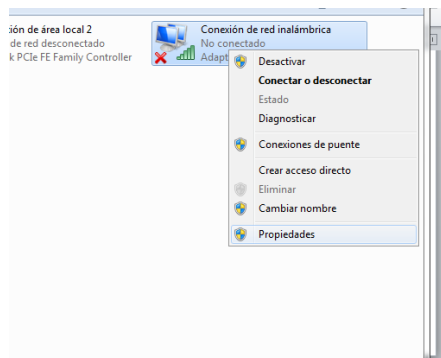 ión de área local 2
de red desconectado
k PCIe FE Family Controller
Conexión de red inalámbrica
No conectado
Adapt
Desactivar
Conectar o desconectar
Estado
Diagnosticar
Conexiones de puente
Crear acceso directo
Eliminar
Cambiar nombre
Propiedades